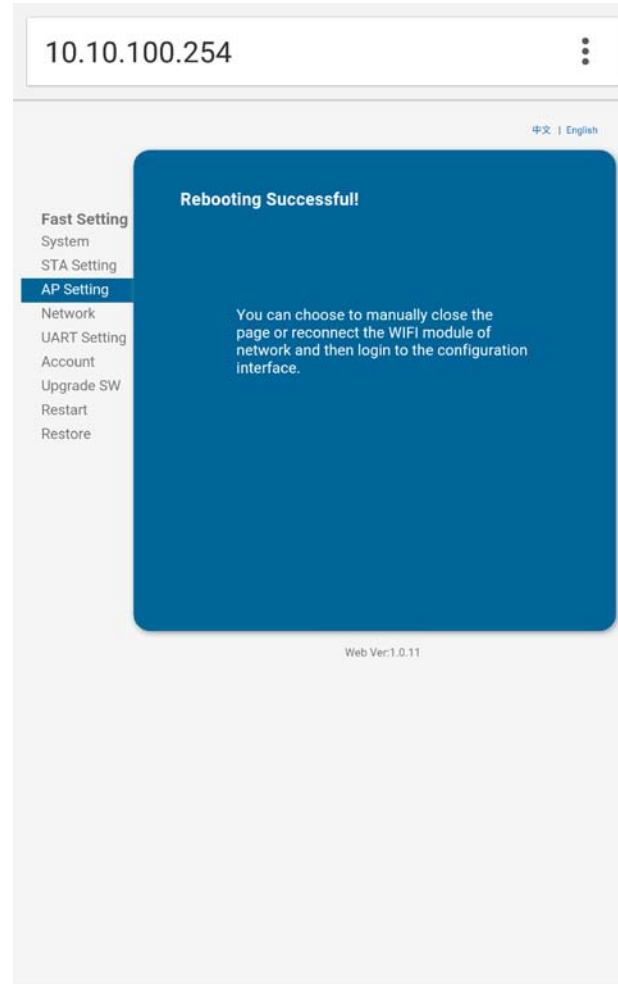 10.10.100.254
中文 | English
Rebooting Successful!
Fast Setting
System
STA Setting
AP Setting
Network
UART Setting
Account
Upgrade SW
Restart
Restore
You can choose to manually close the
page or reconnect the WIFI module of
network and then login to the configuration
interface.
Web Ver:1.0.11